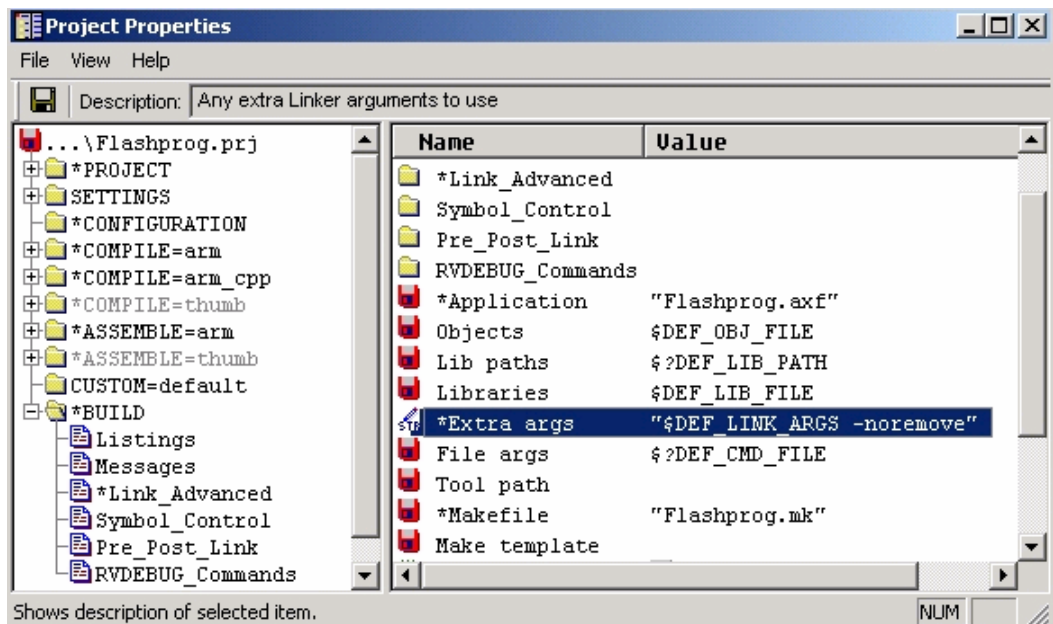 Project Properties
File View Help
Description: Any extra Linker arguments to use
...\Flashprog.prj
*PROJECT
SETTINGS
*CONFIGURATION
*COMPILE=arm
*COMPILE=arm_cpp
*COMPILE=thumb
*ASSEMBLE=arm
*ASSEMBLE=thumb
CUSTOM=default
*BUILD
Listings
Messages
*Link_Advanced
Symbol_Control
Pre_Post_Link
RVDEBUG_Commands
Name Value
*Link_Advanced
Symbol_Control
Pre_Post_Link
RVDEBUG_Commands
*Application "Flashprog.axf"
Objects $DEF_OBJ_FILE
Lib paths $?DEF_LIB_PATH
Libraries $DEF_LIB_FILE
STR *Extra args "$DEF_LINK_ARGS -noremove"
File args $?DEF_CMD_FILE
Tool path
*Makefile "Flashprog.mk"
Make template
Shows description of selected item.
NUM